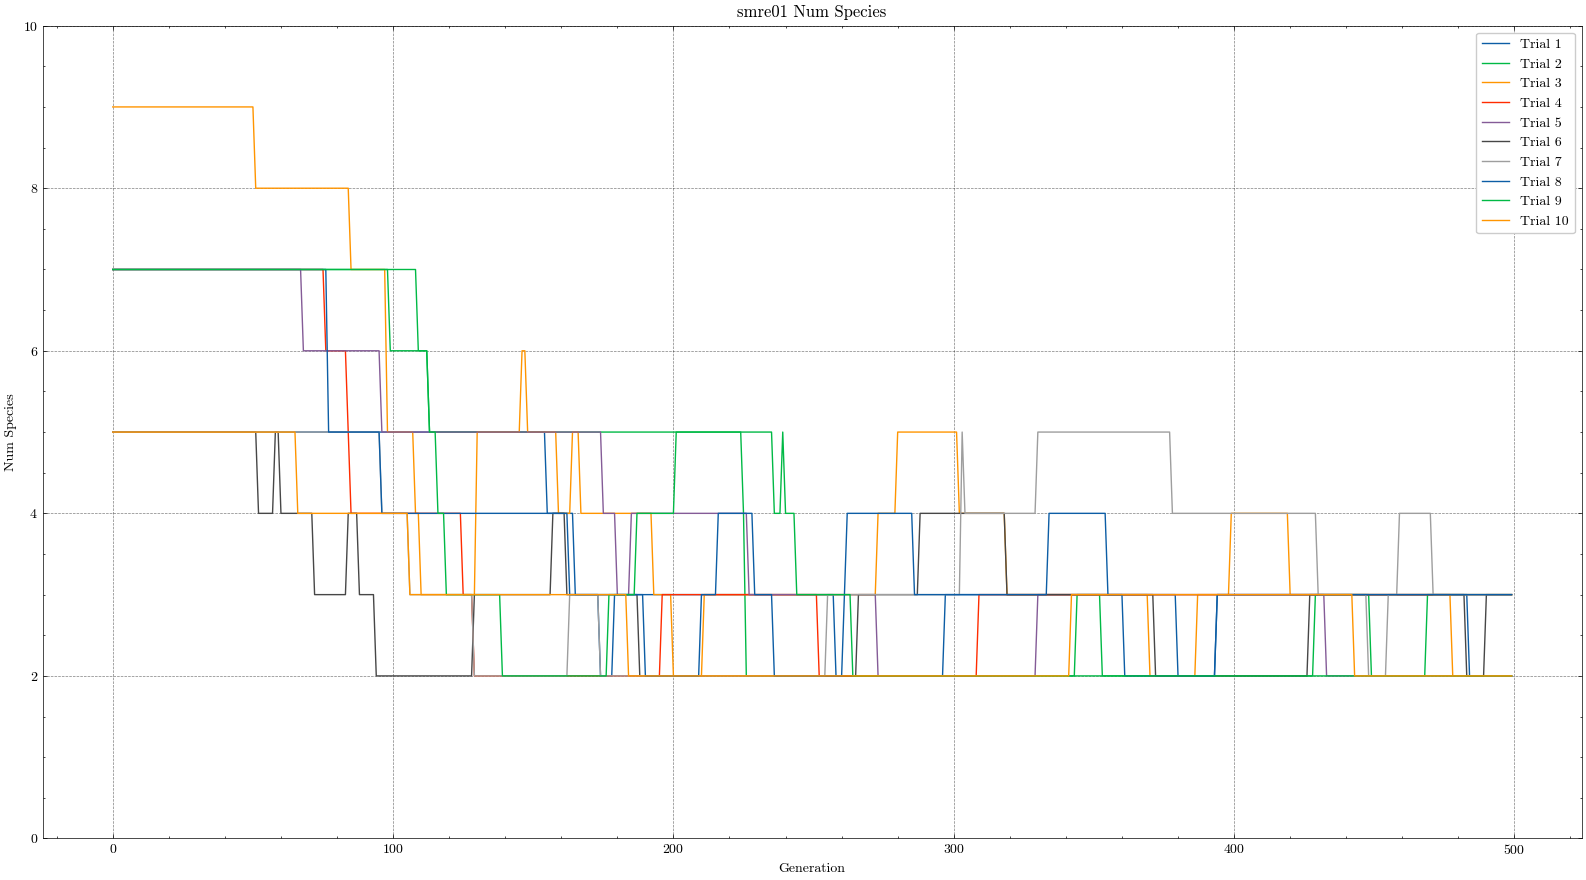 smre01 Num Species
10
8
6
4
2
0
Num Species
0 100 200 300 400 500
Generation
Trial 1
Trial 2
Trial 3
Trial 4
Trial 5
Trial 6
Trial 7
Trial 8
Trial 9
Trial 10